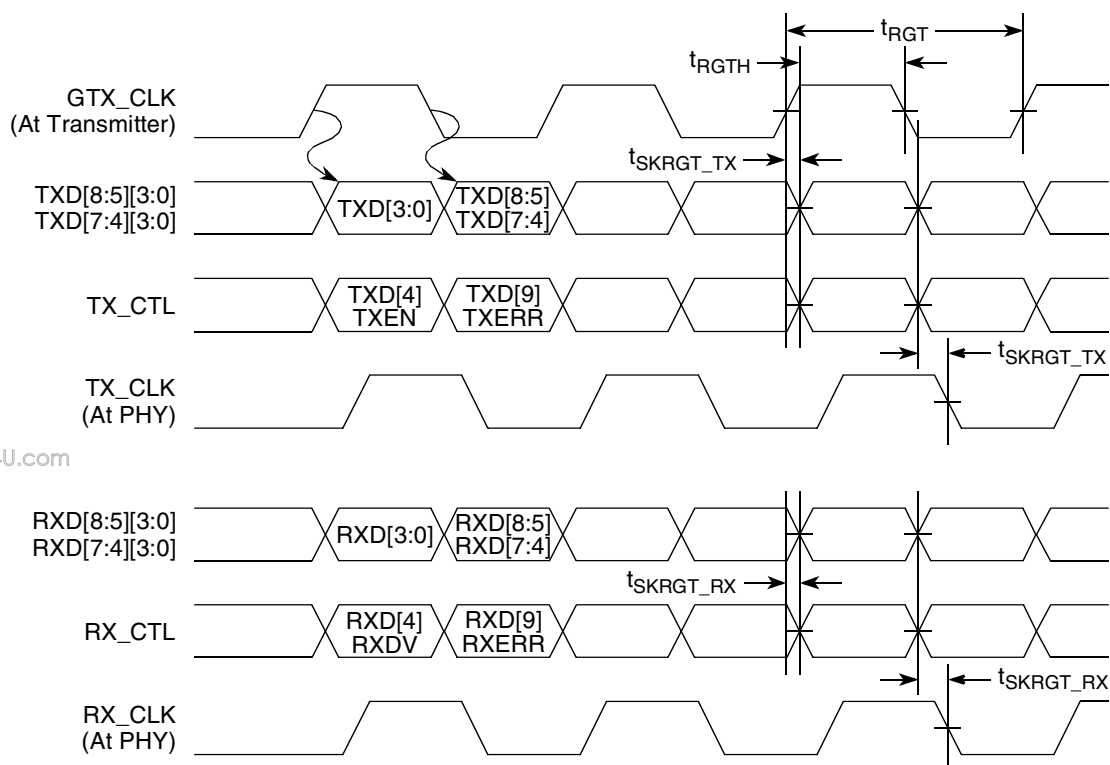 t_RGT
t_RGTH
GTX_CLK
(At Transmitter)
t_SKRGT_TX
TXD[8:5][3:0]
TXD[7:4][3:0]
TXD[3:0]
TXD[8:5]
TXD[7:4]
TX_CTL
TXD[4]
TXEN
TXD[9]
TXERR
t_SKRGT_TX
TX_CLK
(At PHY)
U.com
RXD[8:5][3:0]
RXD[7:4][3:0]
RXD[3:0]
RXD[8:5]
RXD[7:4]
t_SKRGT_RX
RX_CTL
RXD[4]
RXDV
RXD[9]
RXERR
t_SKRGT_RX
RX_CLK
(At PHY)